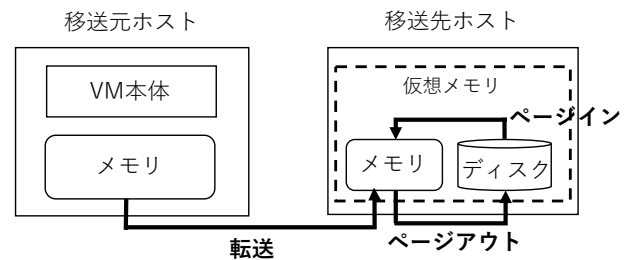 移送元ホスト
移送先ホスト
VM本体
メモリ
仮想メモリ
ページイン
メモリ
ディスク
転送
ページアウト